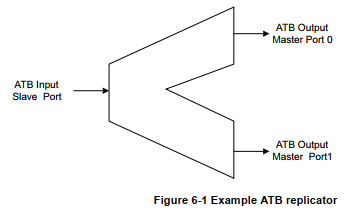 ATB Output
Master Port 0
ATB Input
Slave Port
ATB Output
Master Port1
Figure 6-1 Example ATB replicator